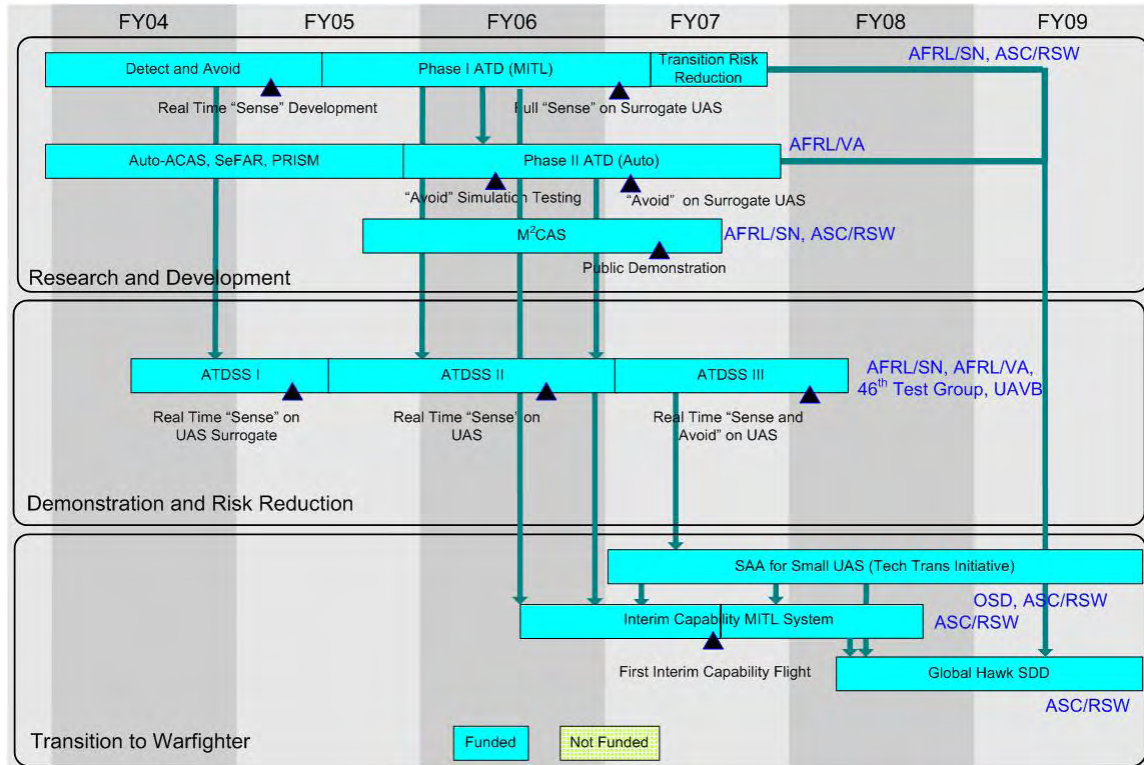 FY04 FY05 FY06 FY07 FY08 FY09
Detect and Avoid
Phase I ATD (MITL)
Transition Risk
Reduction
AFRL/SN, ASC/RSW
Real Time “Sense” Development
Full “Sense” on Surrogate UAS
Auto-ACAS, SeFAR, PRISM
Phase II ATD (Auto)
AFRL/VA
“Avoid” Simulation Testing
“Avoid” on Surrogate UAS
M²CAS
AFRL/SN, ASC/RSW
Public Demonstration
Research and Development
ATDSS I
ATDSS II
ATDSS III
AFRL/SN, AFRL/VA,
46th Test Group, UAVB
Real Time “Sense” on
UAS Surrogate
Real Time “Sense” on
UAS
Real Time “Sense and
Avoid” on UAS
Demonstration and Risk Reduction
SAA for Small UAS (Tech Trans Initiative)
OSD, ASC/RSW
Interim Capability MITL System
ASC/RSW
First Interim Capability Flight
Global Hawk SDD
ASC/RSW
Transition to Warfighter
Funded
Not Funded